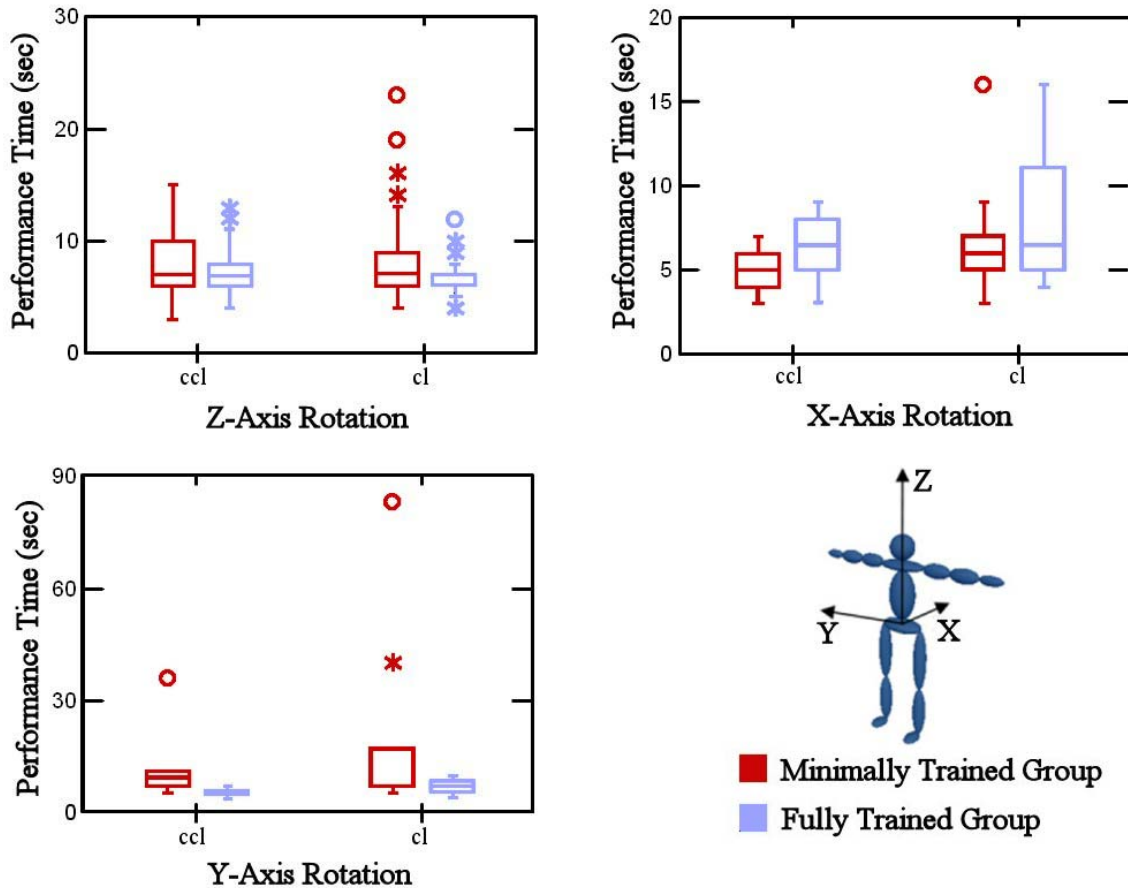 Performance Time (sec)
30
20
10
0
ccl
cl
Z-Axis Rotation
Performance Time (sec)
20
15
10
5
0
ccl
cl
X-Axis Rotation
Performance Time (sec)
90
60
30
0
ccl
cl
Y-Axis Rotation
Z
Y
X
Minimally Trained Group
Fully Trained Group